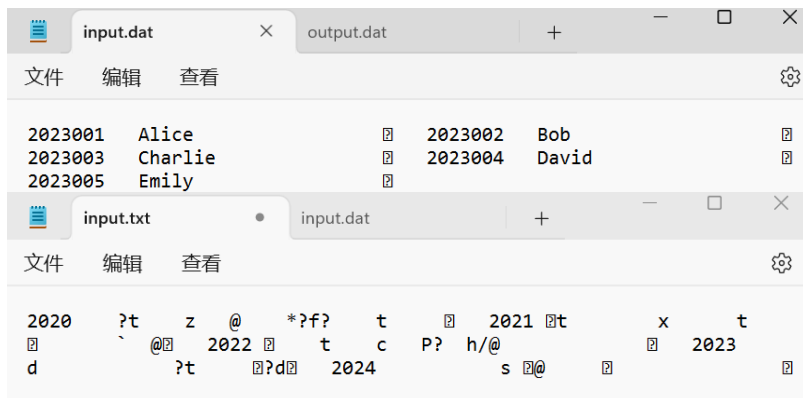 input.dat output.dat
文件 编辑 查看
2023001 Alice 2023002 Bob
2023003 Charlie 2023004 David
2023005 Emily
input.txt input.dat
文件 编辑 查看
2020 ?t z @ *?f? t 2021 t x t
` @ 2022 t c P? h/@ 2023
d ?t ?d 2024 s @